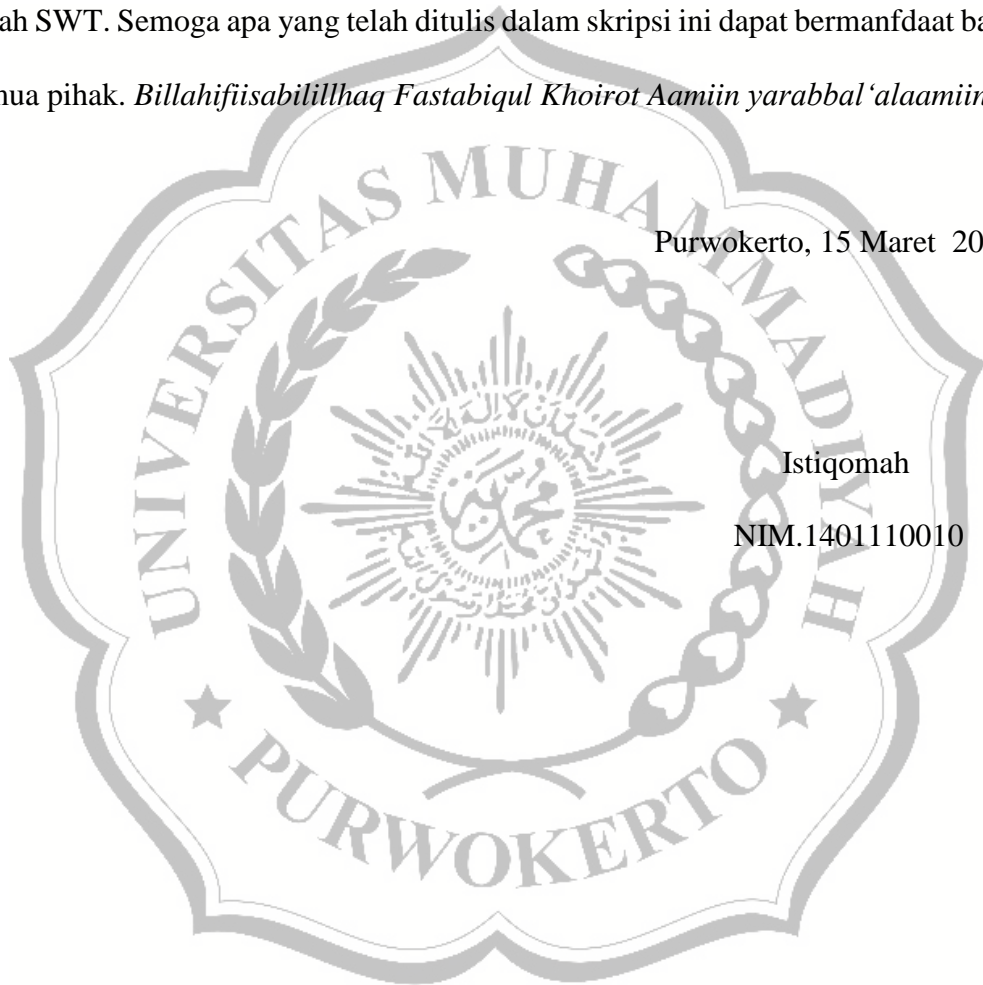 ah SWT. Semoga apa yang telah ditulis dalam skripsi ini dapat bermanfdaat ba
nua pihak. Billahifiisabilillhaq Fastabiqul Khoirot Aamiin yarabbal‘alaamiin
Purwokerto, 15 Maret 20
Istiqomah
NIM.1401110010
UNIVERSITAS MUHAMMADIYAH
PURWOKERTO